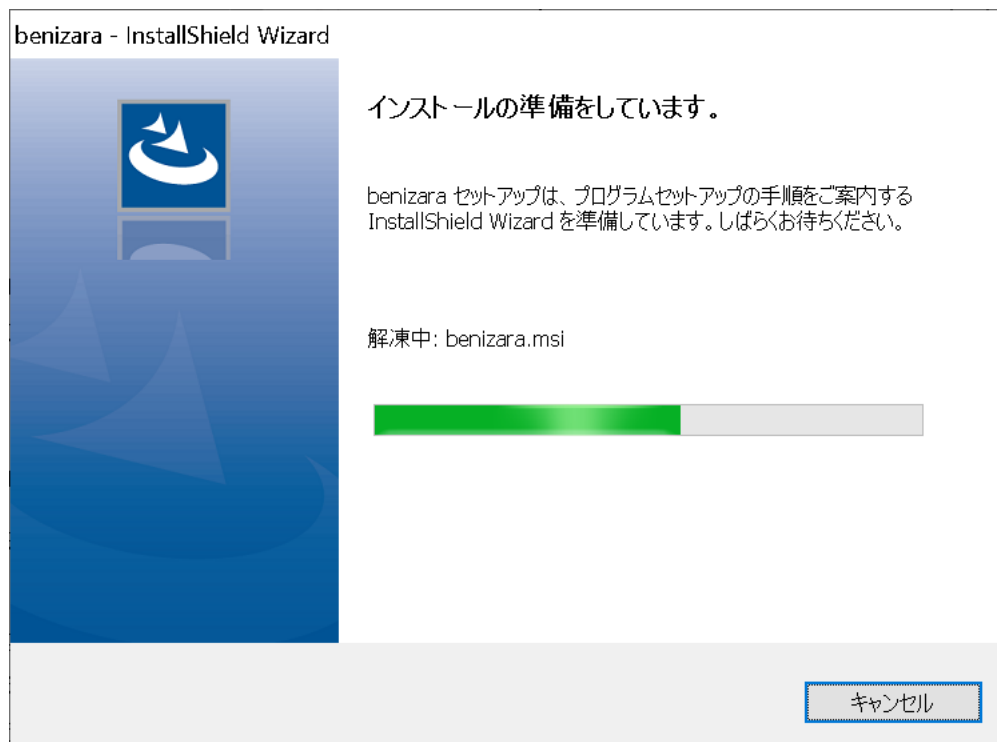 benizara - InstallShield Wizard
インストールの準備をしています。
benizara セットアップは、プログラムセットアップの手順をご案内する
InstallShield Wizard を準備しています。しばらくお待ちください。
解凍中: benizara.msi
キャンセル